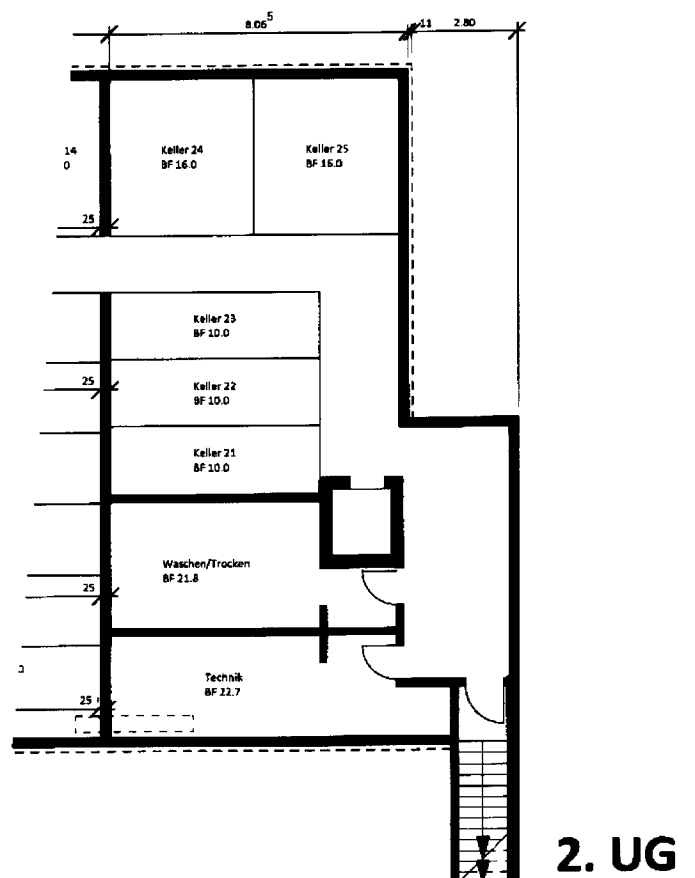 8.06⁵
11
2.80
14
0
Keller 24
BF 16.0
Keller 25
BF 16.0
25
Keller 23
BF 10.0
25
Keller 22
BF 10.0
Keller 21
BF 10.0
Waschen/Trocken
BF 21.8
25
Technik
BF 22.7
25
2. UG